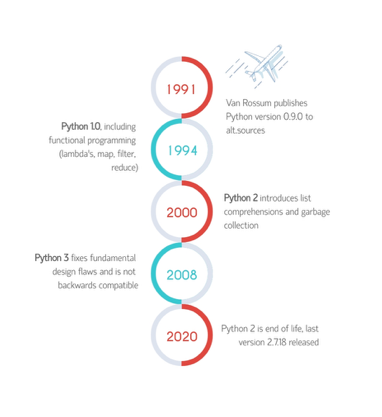 1991
Van Rossum publishes
Python version 0.9.0 to
alt.sources
Python 1.0, including
functional programming
(lambda's, map, filter,
reduce)
1994
2000
Python 2 introduces list
comprehensions and garbage
collection
Python 3 fixes fundamental
design flaws and is not
backwards compatible
2008
2020
Python 2 is end of life, last
version 2.7.18 released